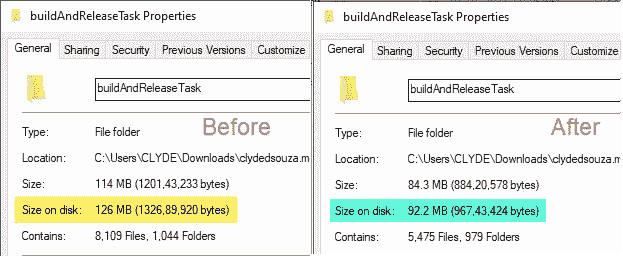 buildAndReleaseTask Properties
General Sharing Security Previous Versions Customize
buildAndReleaseTask
Before
Type: File folder
Location: C:\Users\CLYDE\Downloads\clydedsouza.m
Size: 114 MB (1201,43,233 bytes)
Size on disk: 126 MB (1326,89,920 bytes)
Contains: 8,109 Files, 1,044 Folders
buildAndReleaseTask Properties
General Sharing Security Previous Versions Customize
buildAndReleaseTask
After
Type: File folder
Location: C:\Users\CLYDE\Downloads\clydedsouza.m
Size: 84.3 MB (884,20,578 bytes)
Size on disk: 92.2 MB (967,43,424 bytes)
Contains: 5,475 Files, 979 Folders